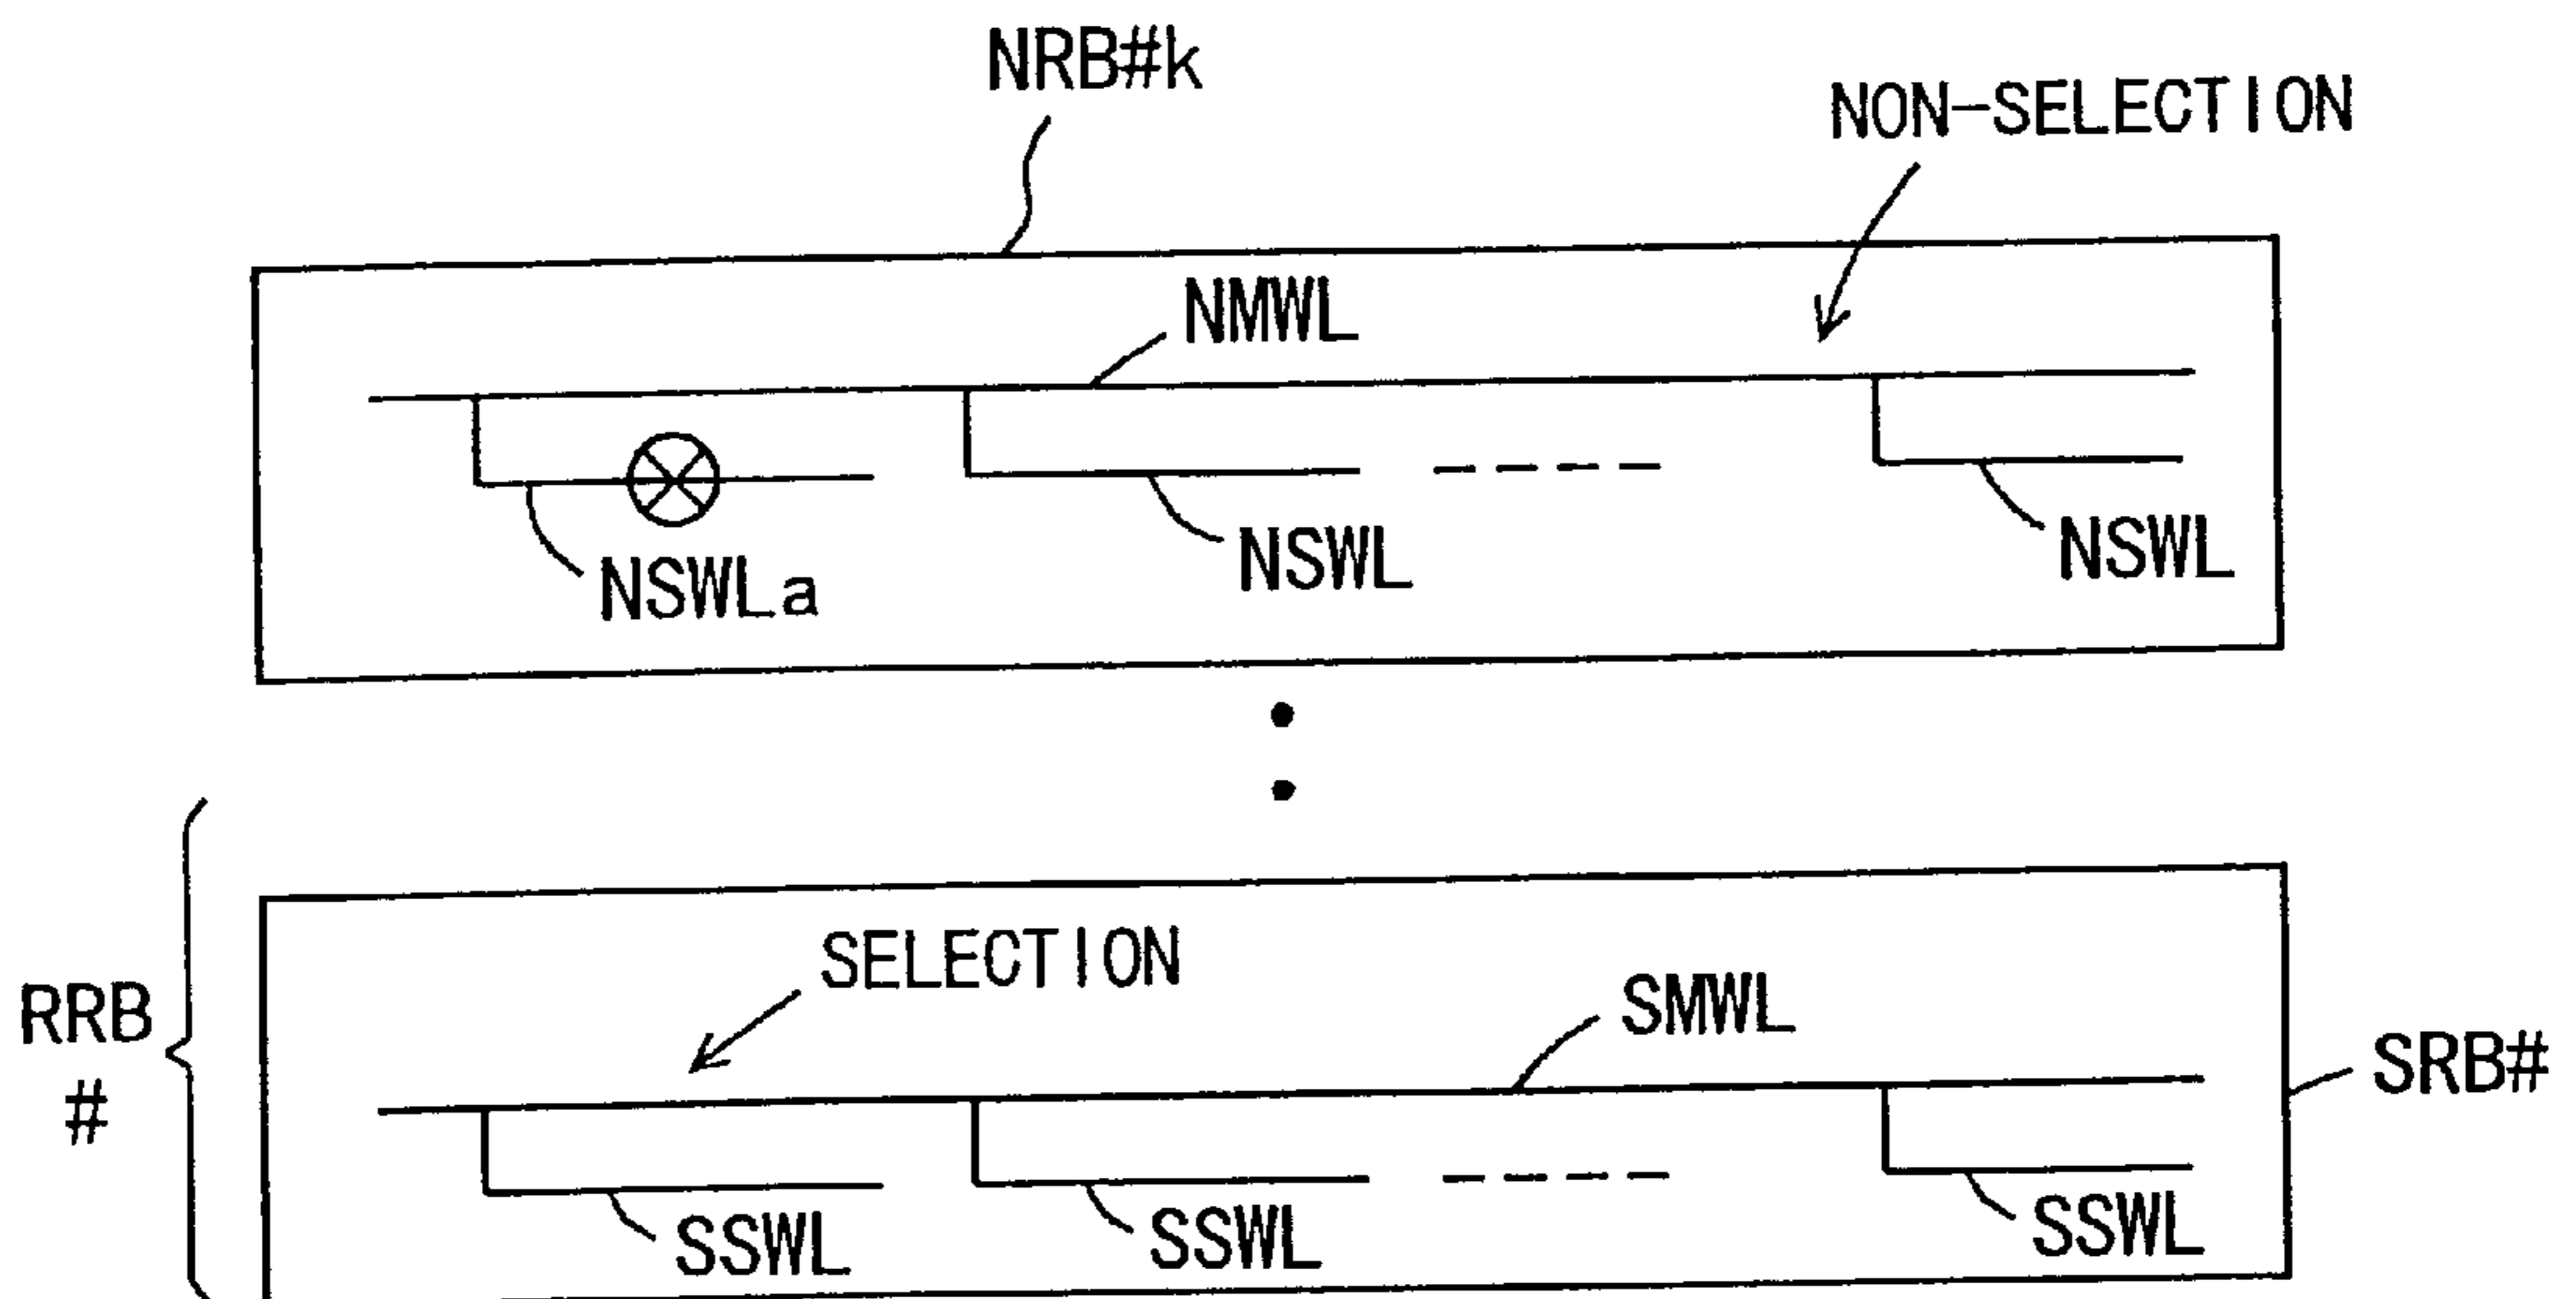 NRB#k
NON-SELECTION
NMWL
NSWLa
NSWL
NSWL
SELECTION
SMWL
RRB
#
SRB#
SSWL
SSWL
SSWL